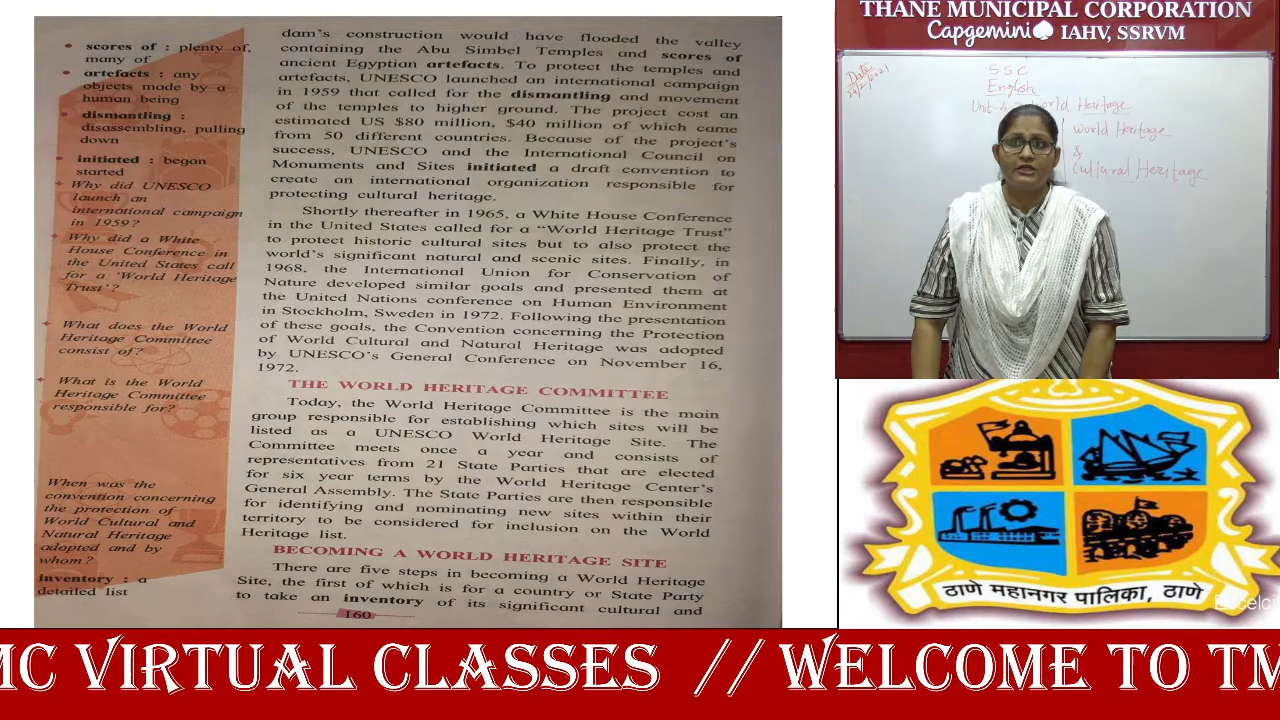 scores of : plenty of,
many of
artefacts : any
objects made by a
human being
dismantling :
disassembling, pulling
down
initiated : began
started
Why did UNESCO
launch an
international campaign
in 1959?
Why did a White
House Conference in
the United States call
for a 'World Heritage
Trust'?
What does the World
Heritage Committee
consist of?
What is the World
Heritage Committee
responsible for?
When was the
convention concerning
the protection of
World Cultural and
Natural Heritage
adopted and by
whom?
inventory : a
detailed list
dam's construction would have flooded the valley
containing the Abu Simbel Temples and scores of
ancient Egyptian artefacts. To protect the temples and
artefacts, UNESCO launched an international campaign
in 1959 that called for the dismantling and movement
of the temples to higher ground. The project cost an
estimated US $80 million, $40 million of which came
from 50 different countries. Because of the project's
success, UNESCO and the International Council on
Monuments and Sites initiated a draft convention to
create an international organization responsible for
protecting cultural heritage.
Shortly thereafter in 1965, a White House Conference
in the United States called for a “World Heritage Trust”
to protect historic cultural sites but to also protect the
world's significant natural and scenic sites. Finally, in
1968, the International Union for Conservation of
Nature developed similar goals and presented them at
the United Nations conference on Human Environment
in Stockholm, Sweden in 1972. Following the presentation
of these goals, the Convention concerning the Protection
of World Cultural and Natural Heritage was adopted
by UNESCO's General Conference on November 16,
1972.
THE WORLD HERITAGE COMMITTEE
Today, the World Heritage Committee is the main
group responsible for establishing which sites will be
listed as a UNESCO World Heritage Site. The
Committee meets once a year and consists of
representatives from 21 State Parties that are elected
for six year terms by the World Heritage Center's
General Assembly. The State Parties are then responsible
for identifying and nominating new sites within their
territory to be considered for inclusion on the World
Heritage list.
BECOMING A WORLD HERITAGE SITE
There are five steps in becoming a World Heritage
Site, the first of which is for a country or State Party
to take an inventory of its significant cultural and
160
THANE MUNICIPAL CORPORATION
Capgemini IAHV, SSRVM
Date
SSC
English
World Heritage
World Heritage
&
Cultural Heritage
ठाणे महानगर पालिका, ठाणे
MC VIRTUAL CLASSES // WELCOME TO TM